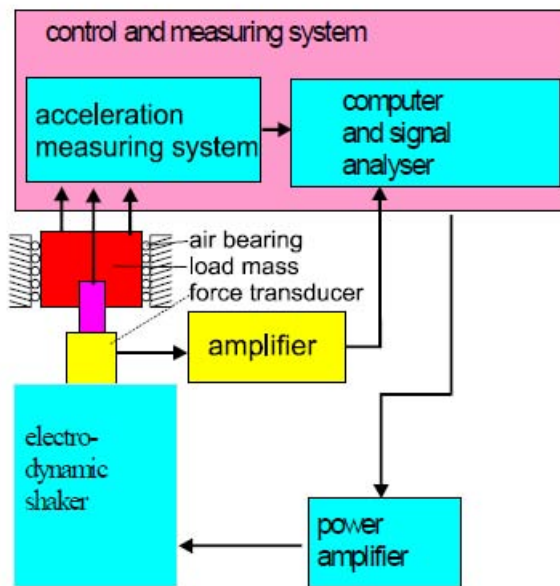 control and measuring system
acceleration
measuring system
computer
and signal
analyser
air bearing
load mass
force transducer
amplifier
electro-
dynamic
shaker
power
amplifier